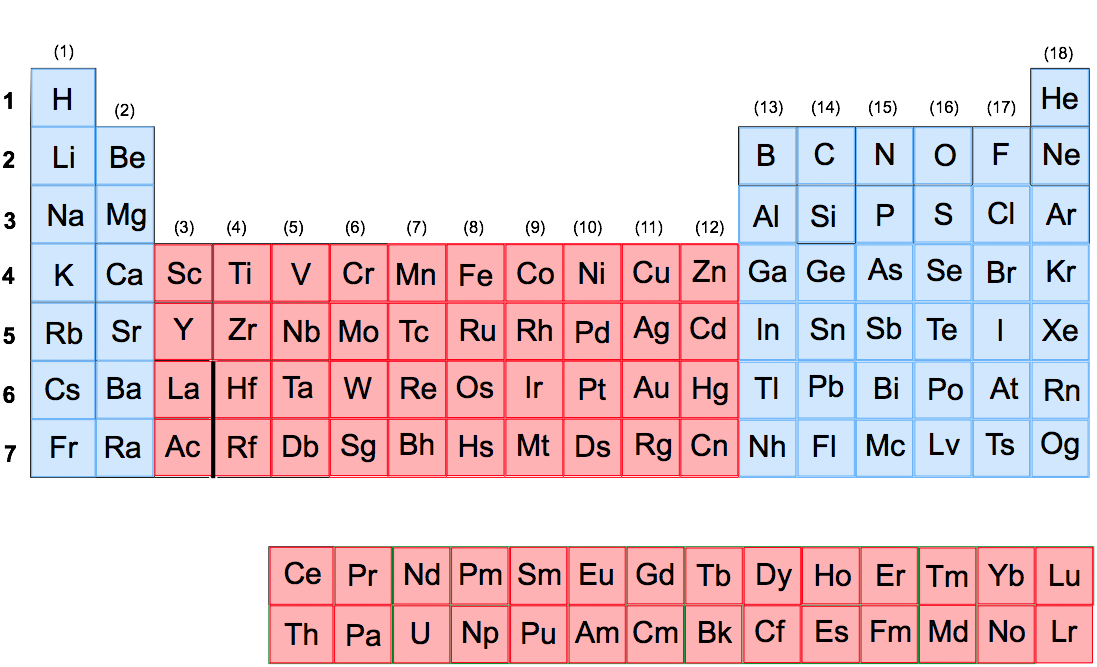 (1) (18)
1 H He
(2) (13) (14) (15) (16) (17)
2 Li Be B C N O F Ne
3 Na Mg Al Si P S Cl Ar
(3) (4) (5) (6) (7) (8) (9) (10) (11) (12)
4 K Ca Sc Ti V Cr Mn Fe Co Ni Cu Zn Ga Ge As Se Br Kr
5 Rb Sr Y Zr Nb Mo Tc Ru Rh Pd Ag Cd In Sn Sb Te I Xe
6 Cs Ba La Hf Ta W Re Os Ir Pt Au Hg Tl Pb Bi Po At Rn
7 Fr Ra Ac Rf Db Sg Bh Hs Mt Ds Rg Cn Nh Fl Mc Lv Ts Og
Ce Pr Nd Pm Sm Eu Gd Tb Dy Ho Er Tm Yb Lu
Th Pa U Np Pu Am Cm Bk Cf Es Fm Md No Lr